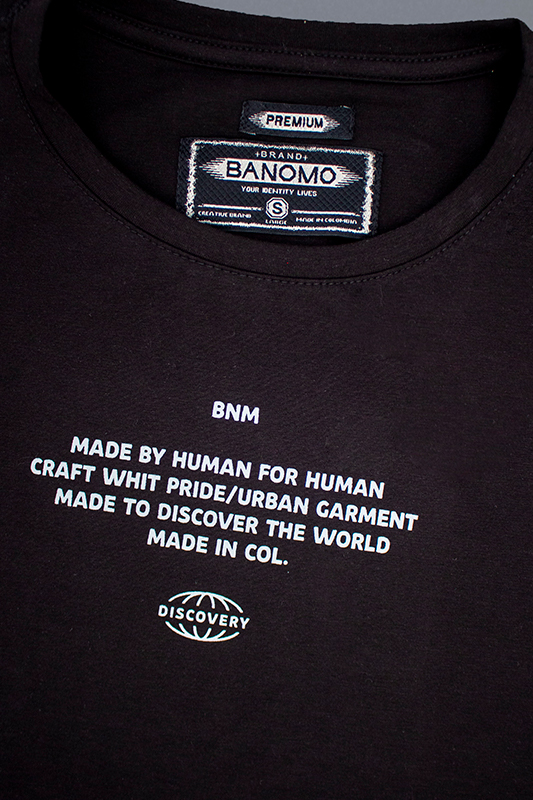 PREMIUM
+BRAND+
BANOMO
YOUR IDENTITY LIVES
CREATIVE BRAND
S
LARGE
MADE IN COLOMBIA
BNM
MADE BY HUMAN FOR HUMAN
CRAFT WHIT PRIDE/URBAN GARMENT
MADE TO DISCOVER THE WORLD
MADE IN COL.
DISCOVERY